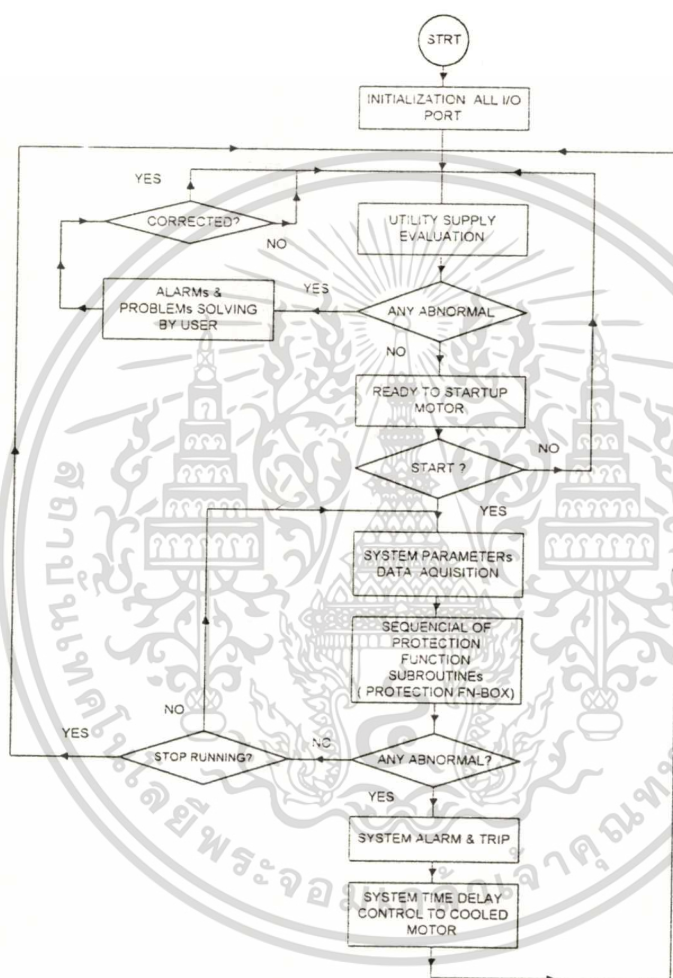 STRT
INITIALIZATION ALL I/O
PORT
YES
CORRECTED?
NO
UTILITY SUPPLY
EVALUATION
ALARMs &
PROBLEMs SOLVING
BY USER
YES
ANY ABNORMAL
NO
READY TO STARTUP
MOTOR
START ?
NO
YES
SYSTEM PARAMETERs
DATA AQUISITION
SEQUENCIAL OF
PROTECTION
FUNCTION
SUBROUTINEs
( PROTECTION FN-BOX)
NO
YES
STOP RUNNING?
NO
ANY ABNORMAL?
YES
SYSTEM ALARM & TRIP
SYSTEM TIME DELAY
CONTROL TO COOLED
MOTOR